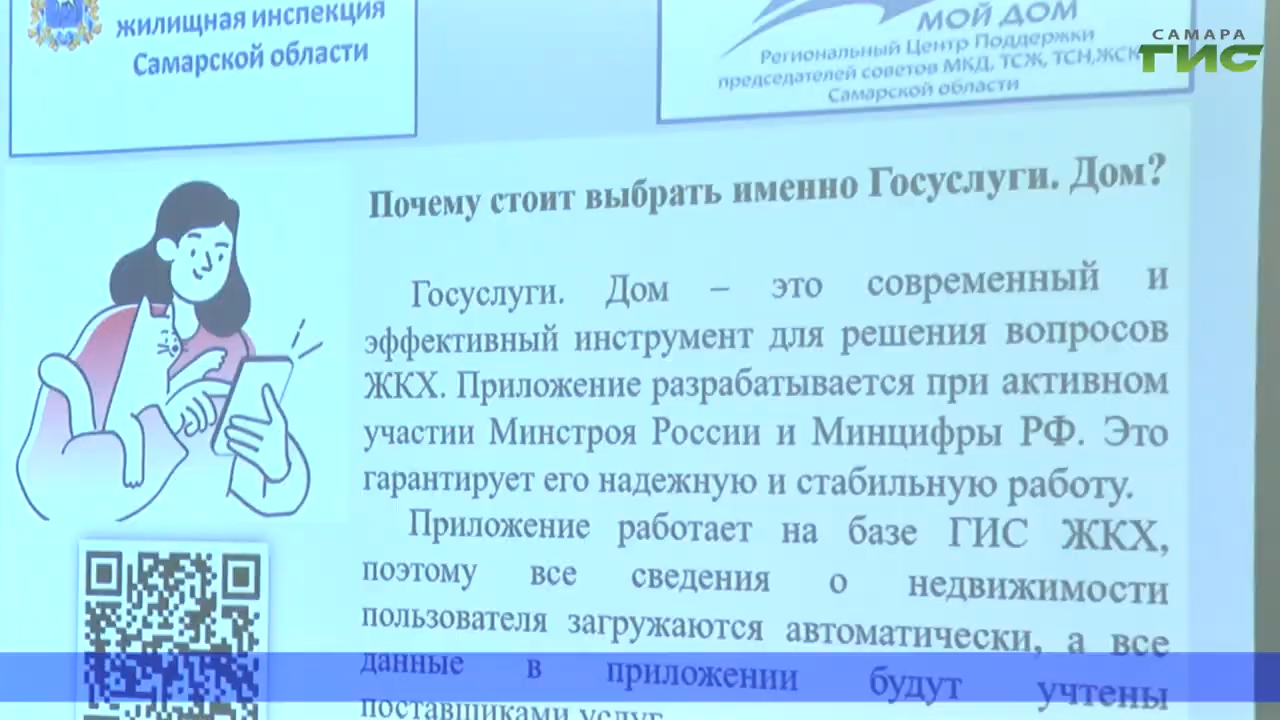 жилищная инспекция
Самарской области
МОЙ ДОМ
Региональный Центр Поддержки
председателей советов МКД, ТСЖ, ТСН,ЖСК
Самарской области
САМАРА
ГИС
Почему стоит выбрать именно Госуслуги. Дом?
Госуслуги. Дом – это современный и
эффективный инструмент для решения вопросов
ЖКХ. Приложение разрабатывается при активном
участии Минстроя России и Минцифры РФ. Это
гарантирует его надежную и стабильную работу.
Приложение работает на базе ГИС ЖКХ,
поэтому все сведения о недвижимости
пользователя загружаются автоматически, а все
данные в приложении будут учтены
поставщиками услуг.